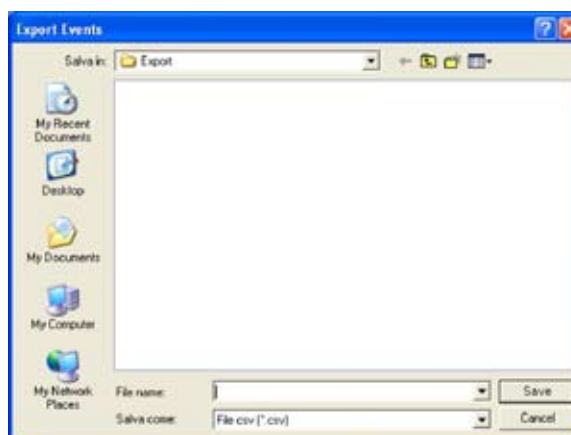 Export Events
Salva in: Export
My Recent
Documents
Desktop
My Documents
My Computer
My Network
Places
File name: Save
Salva come: File csv (*.csv) Cancel